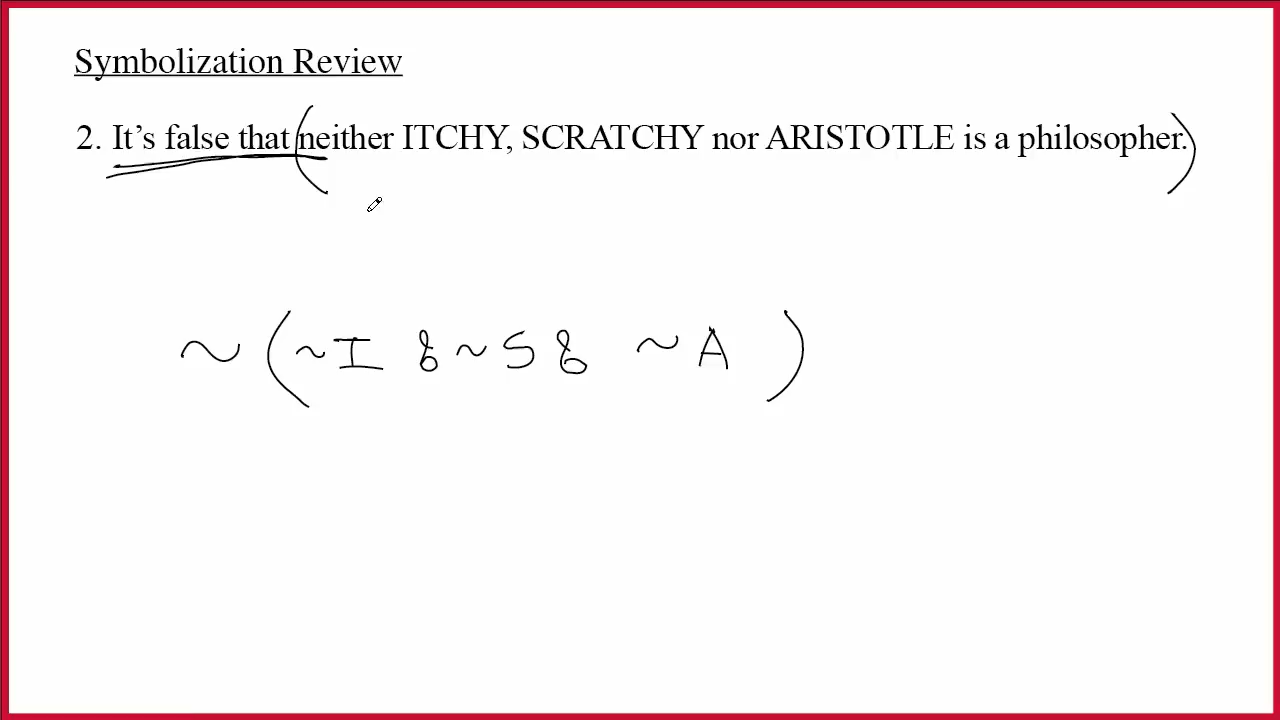 Symbolization Review
2. It’s false that (neither ITCHY, SCRATCHY nor ARISTOTLE is a philosopher.)
~ (~I & ~S & ~A )